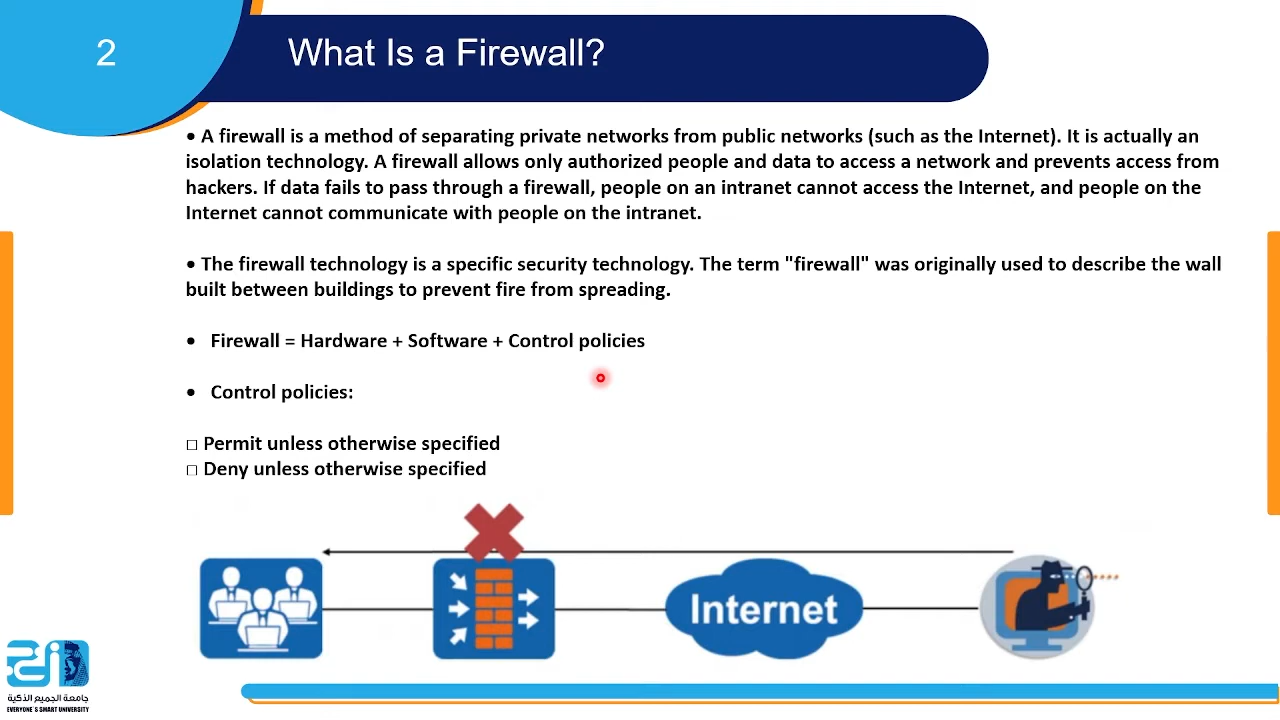 2
What Is a Firewall?
• A firewall is a method of separating private networks from public networks (such as the Internet). It is actually an
isolation technology. A firewall allows only authorized people and data to access a network and prevents access from
hackers. If data fails to pass through a firewall, people on an intranet cannot access the Internet, and people on the
Internet cannot communicate with people on the intranet.
• The firewall technology is a specific security technology. The term "firewall" was originally used to describe the wall
built between buildings to prevent fire from spreading.
• Firewall = Hardware + Software + Control policies
• Control policies:
□ Permit unless otherwise specified
□ Deny unless otherwise specified
Internet
جامعة الجميع الذكية
EVERYONE'S SMART UNIVERSITY